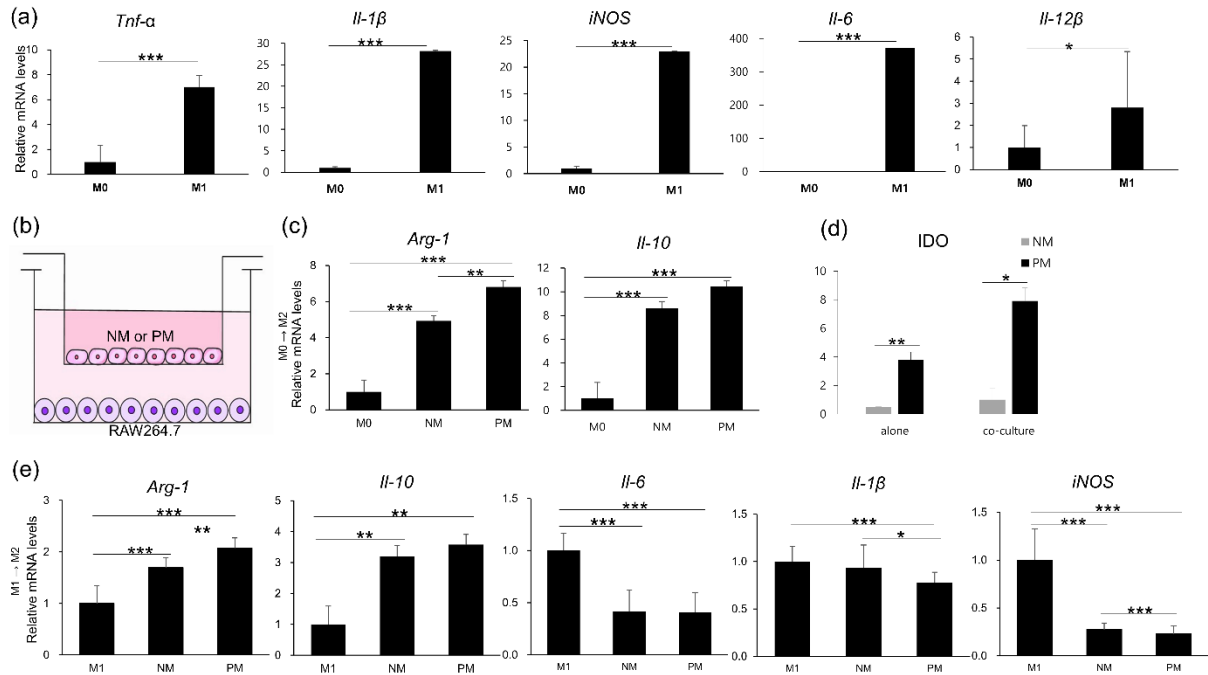 (a)
Tnf-α
Relative mRNA levels
10
8
6
4
2
0
***
M0
M1
Il-1β
30
25
20
15
10
5
0
***
M0
M1
iNOS
25
20
15
10
5
0
***
M0
M1
Il-6
400
300
200
100
0
***
M0
M1
Il-12β
6
5
4
3
2
1
0
*
M0
M1
(b)
NM or PM
RAW264.7
(c)
M0 → M2
Relative mRNA levels
Arg-1
8
6
4
2
0
***
***
**
M0
NM
PM
Il-10
12
10
8
6
4
2
0
***
***
M0
NM
PM
(d)
IDO
NM
PM
10
8
6
4
2
0
**
*
alone
co-culture
(e)
M1 → M2
Relative mRNA levels
Arg-1
3
2
1
0
***
**
***
M1
NM
PM
Il-10
5
4
3
2
1
0
**
**
M1
NM
PM
Il-6
1.5
1.0
0.5
0.0
***
***
M1
NM
PM
Il-1β
1.5
1.0
0.5
0.0
***
*
M1
NM
PM
iNOS
1.5
1.0
0.5
0.0
***
***
***
M1
NM
PM